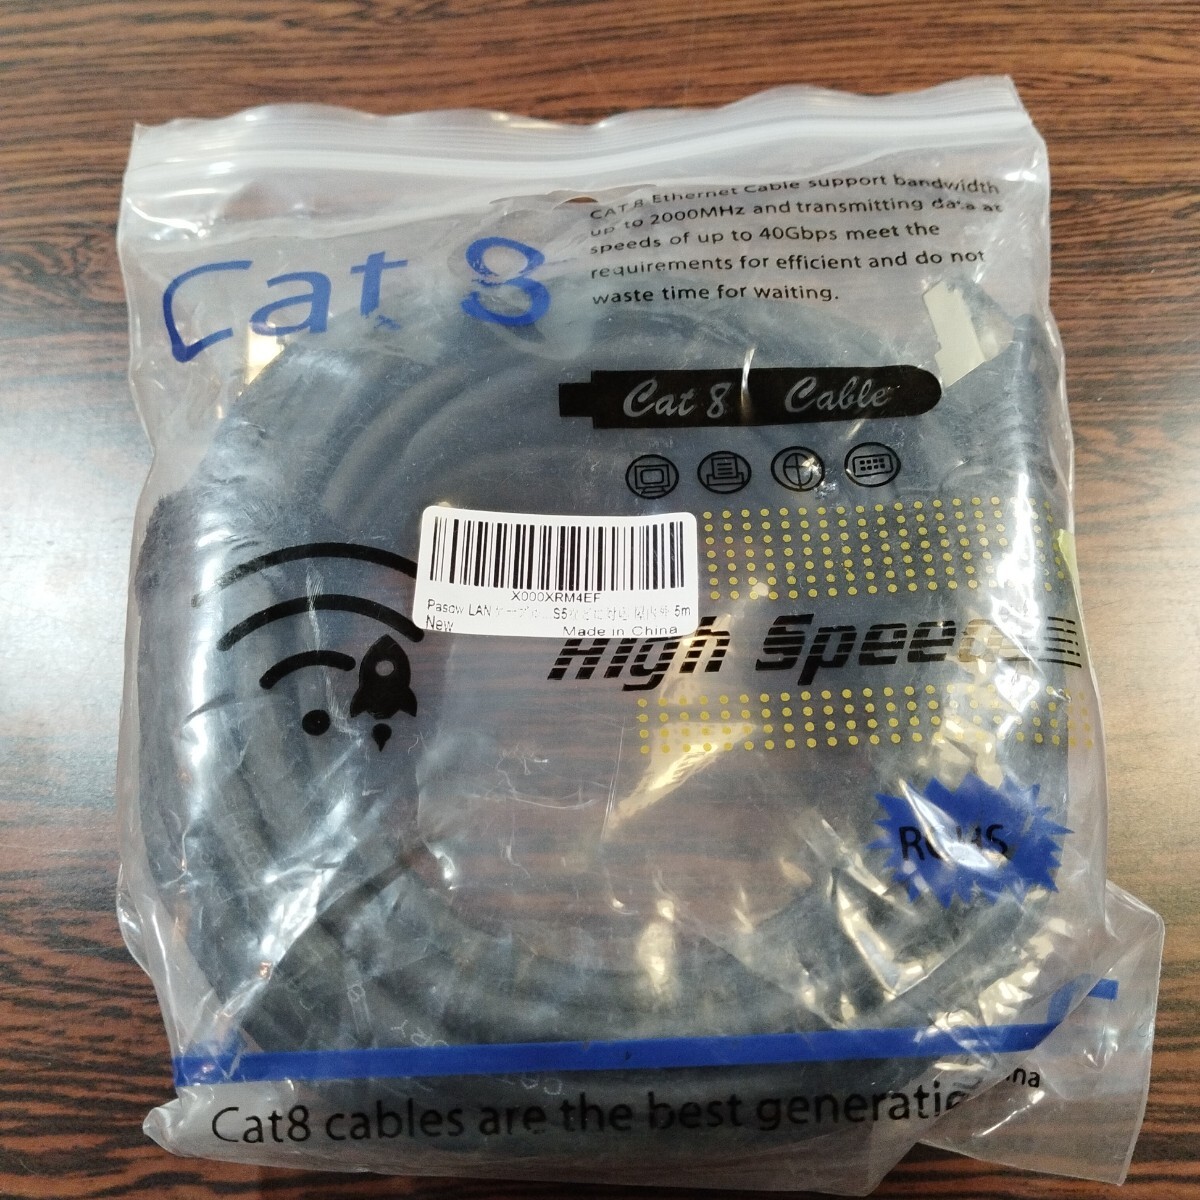 CAT 8 Ethernet Cable support bandwidth
up to 2000MHz and transmitting data at
speeds of up to 40Gbps meet the
requirements for efficient and do not
waste time for waiting.
Cat 8
Cat 8 Cable
X000XRM4EF
Pasow LAN 5m
New
Made in China
High Speed
RJ45
Cat8 cables are the best